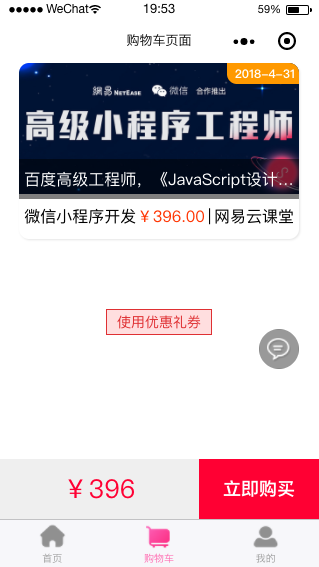 WeChat 19:53 59%
购物车页面
2018-4-31
網易 NETEASE 微信 合作推出
高级小程序工程师
百度高级工程师，《JavaScript设计...
微信小程序开发 ￥396.00 | 网易云课堂
使用优惠礼券
￥396 立即购买
首页 购物车 我的